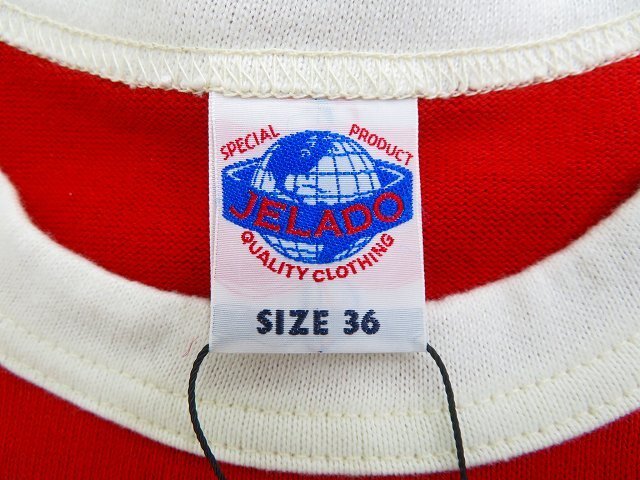 SPECIAL PRODUCT
JELADO
QUALITY CLOTHING
SIZE 36